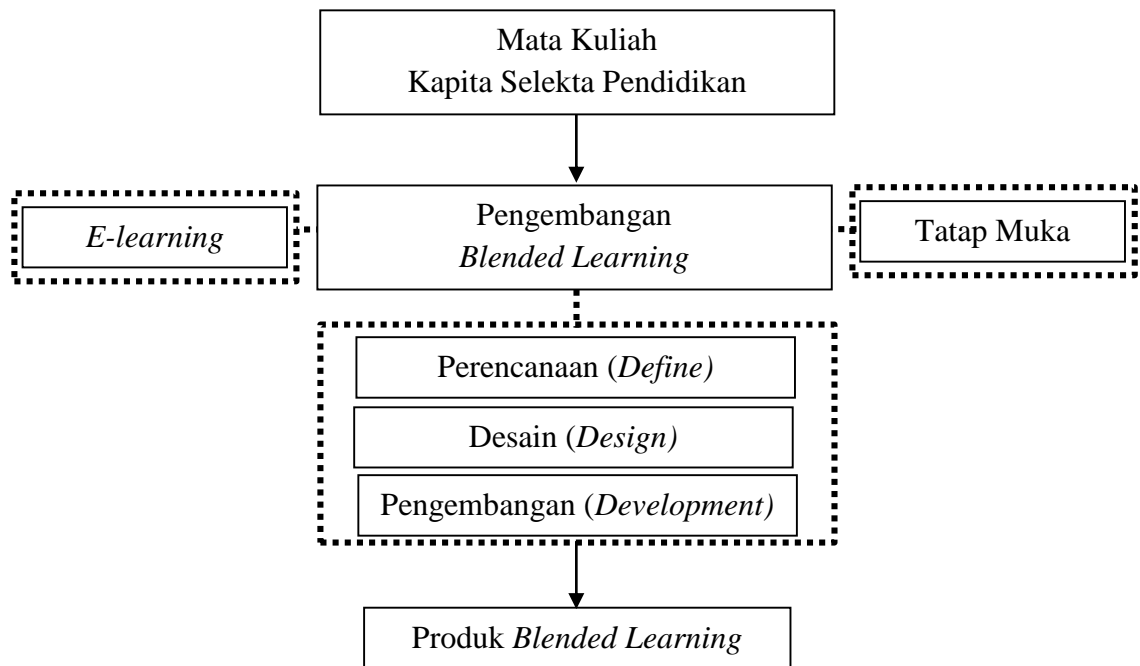 Mata Kuliah
Kapita Selekta Pendidikan
E-learning
Pengembangan
Blended Learning
Tatap Muka
Perencanaan (Define)
Desain (Design)
Pengembangan (Development)
Produk Blended Learning